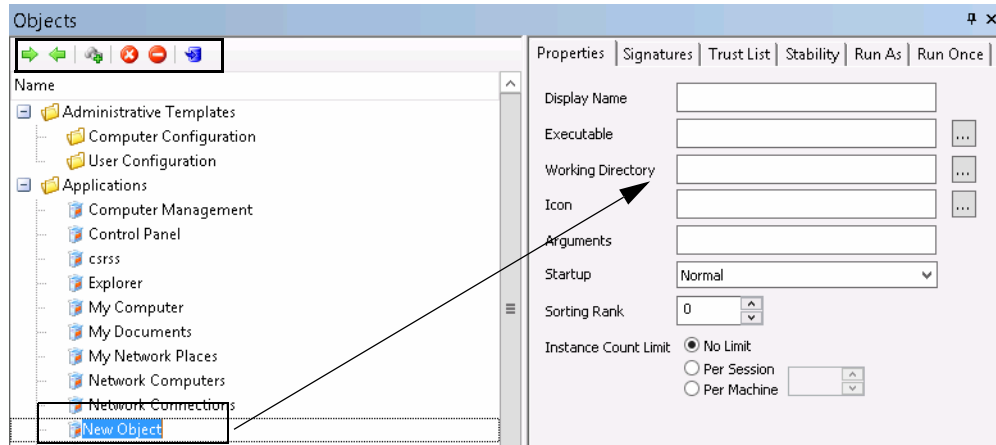 Objects
Name
Administrative Templates
Computer Configuration
User Configuration
Applications
Computer Management
Control Panel
csrss
Explorer
My Computer
My Documents
My Network Places
Network Computers
Network Connections
New Object
Properties Signatures Trust List Stability Run As Run Once
Display Name
Executable ...
Working Directory ...
Icon ...
Arguments
Startup Normal
Sorting Rank 0
Instance Count Limit No Limit
Per Session
Per Machine